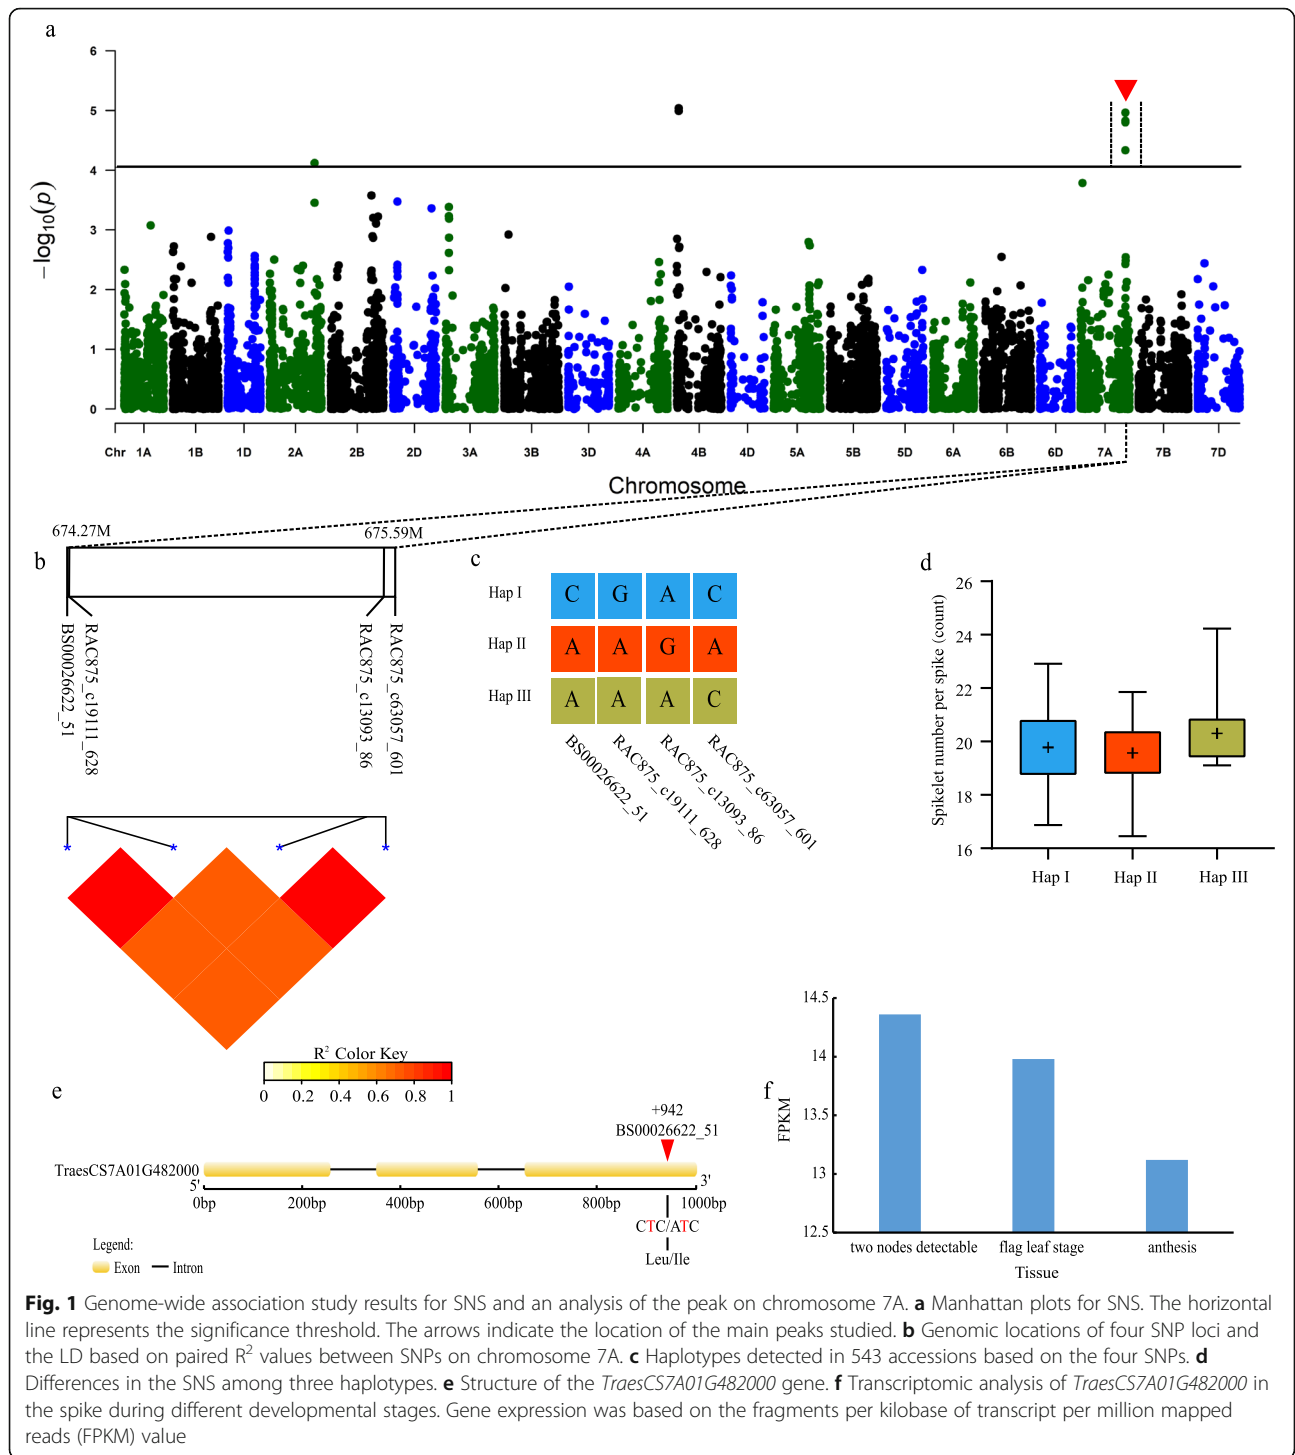 a
6
5
4
3
2
1
0
−log10(p)
Chr 1A 1B 1D 2A 2B 2D 3A 3B 3D 4A 4B 4D 5A 5B 5D 6A 6B 6D 7A 7B 7D
Chromosome
b
674.27M 675.59M
BS00026622_51
RAC875_c19111_628
RAC875_c13093_86
RAC875_c63057_601
* * * *
R² Color Key
0 0.2 0.4 0.6 0.8 1
c
Hap I C G A C
Hap II A A G A
Hap III A A A C
BS00026622_51
RAC875_c19111_628
RAC875_c13093_86
RAC875_c63057_601
d
Spikelet number per spike (count)
26
24
22
20
18
16
Hap I Hap II Hap III
e
+942
BS00026622_51
TraesCS7A01G482000
5' 3'
0bp 200bp 400bp 600bp 800bp 1000bp
CTC/ATC
Leu/Ile
Legend:
Exon Intron
f
FPKM
14.5
14
13.5
13
12.5
two nodes detectable flag leaf stage anthesis
Tissue
Fig. 1 Genome-wide association study results for SNS and an analysis of the peak on chromosome 7A. a Manhattan plots for SNS. The horizontal
line represents the significance threshold. The arrows indicate the location of the main peaks studied. b Genomic locations of four SNP loci and
the LD based on paired R² values between SNPs on chromosome 7A. c Haplotypes detected in 543 accessions based on the four SNPs. d
Differences in the SNS among three haplotypes. e Structure of the TraesCS7A01G482000 gene. f Transcriptomic analysis of TraesCS7A01G482000 in
the spike during different developmental stages. Gene expression was based on the fragments per kilobase of transcript per million mapped
reads (FPKM) value